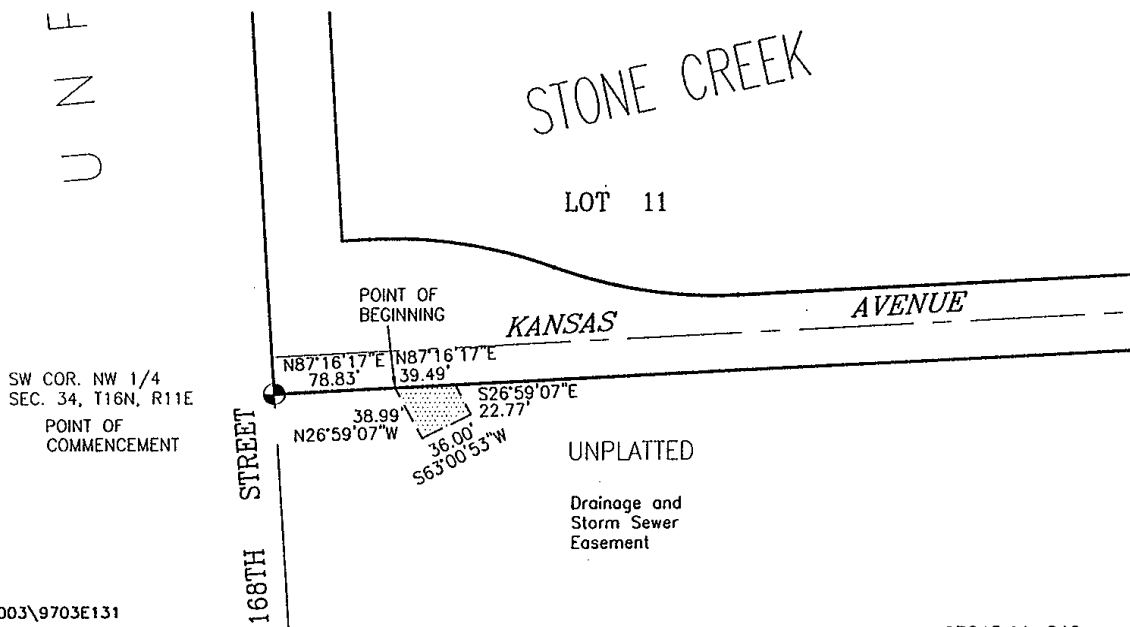 U N F
STONE CREEK
LOT 11
POINT OF
BEGINNING
KANSAS AVENUE
N87°16'17"E N87°16'17"E
78.83' 39.49'
SW COR. NW 1/4
SEC. 34, T16N, R11E
POINT OF
COMMENCEMENT
S26°59'07"E
22.77'
38.99'
N26°59'07"W
36.00'
S63°00'53"W
168TH STREET
UNPLATTED
Drainage and
Storm Sewer
Easement
003\9703E131